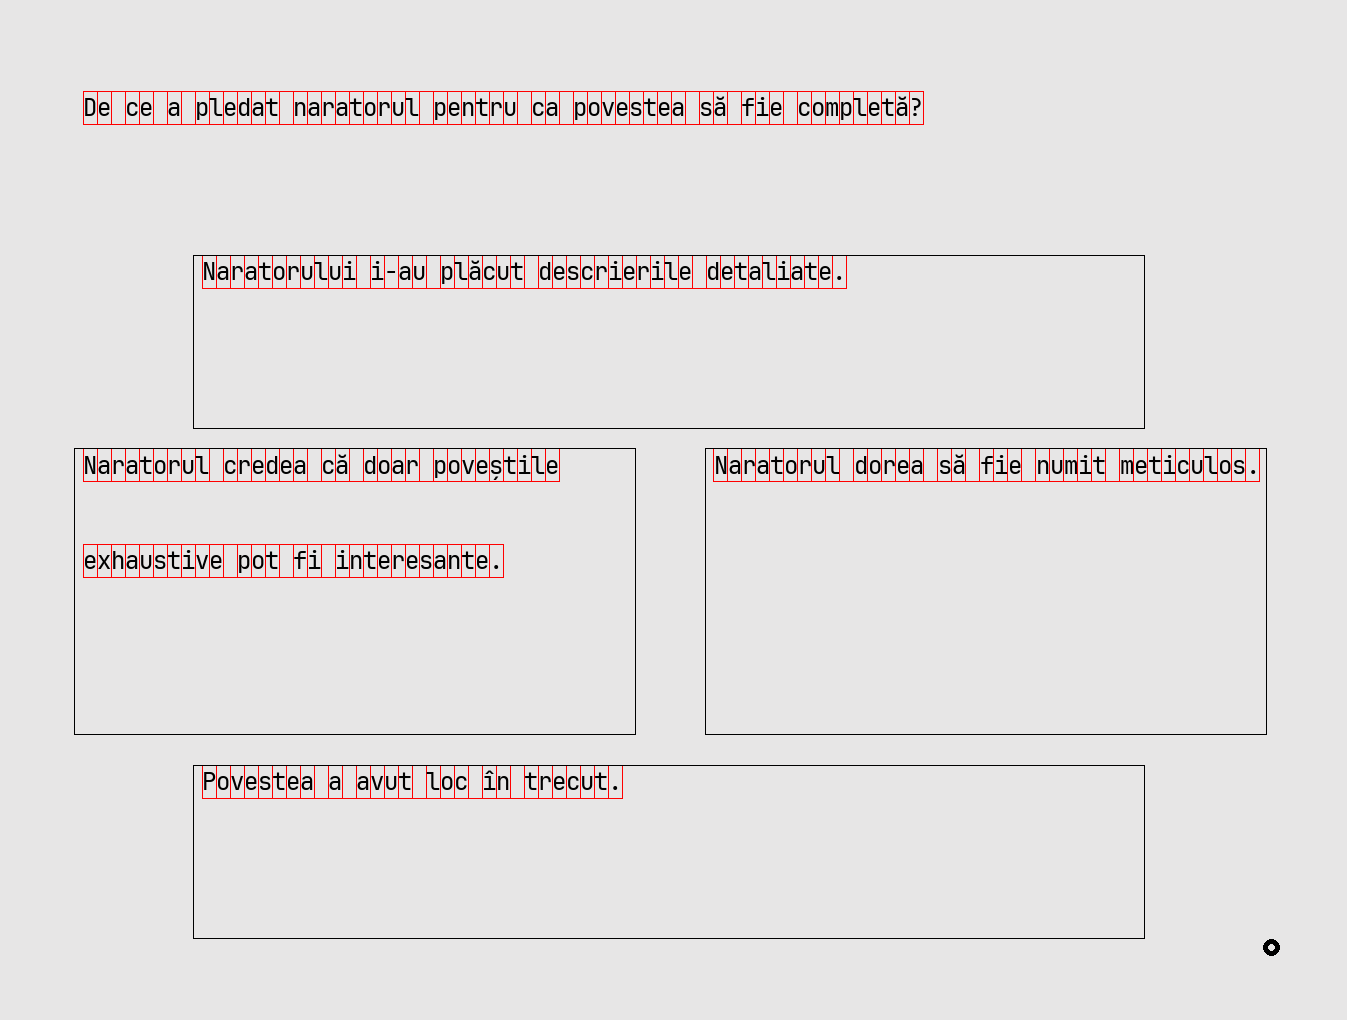 De ce a pledat naratorul pentru ca povestea să fie completă?
Naratorului i-au plăcut descrierile detaliate.
Naratorul credea că doar poveștile
exhaustive pot fi interesante.
Naratorul dorea să fie numit meticulos.
Povestea a avut loc în trecut.